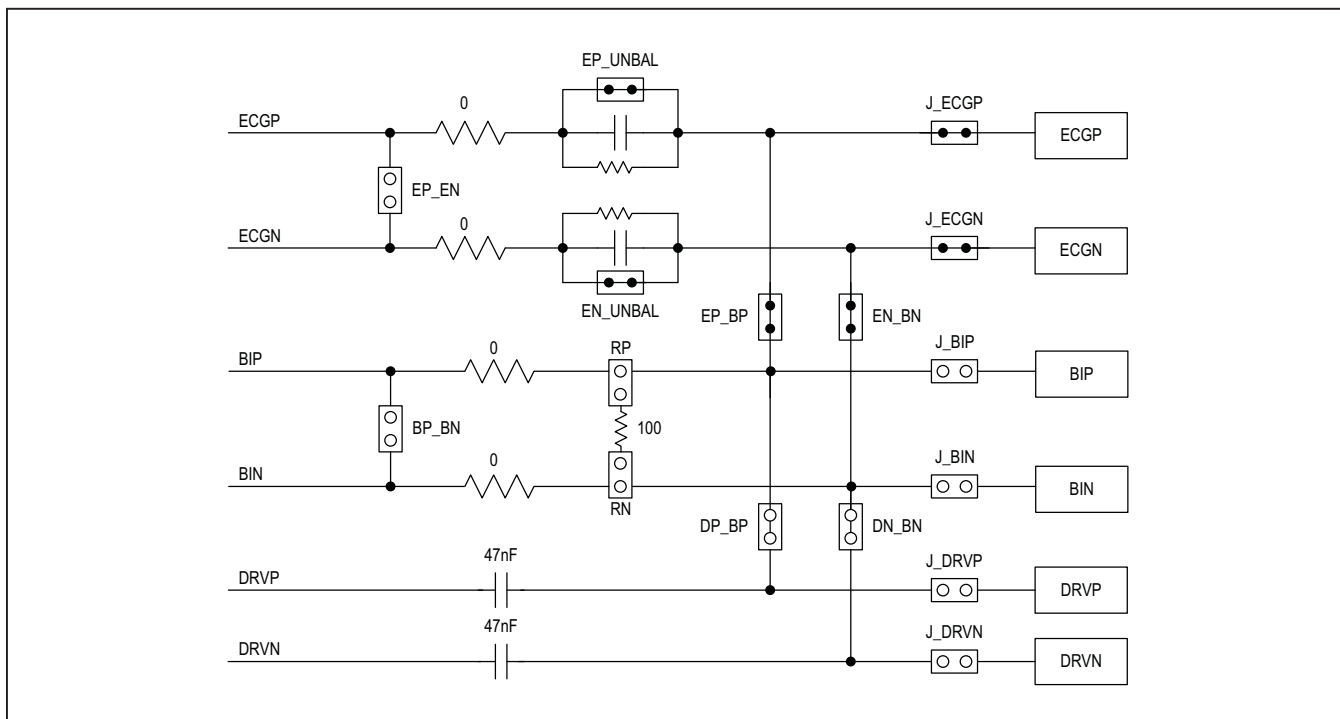 EP_UNBAL
0
J_ECGP
ECGP
ECGP
EP_EN
0
J_ECGN
ECGN
ECGN
EN_UNBAL
EP_BP
EN_BN
0
RP
J_BIP
BIP
BIP
BP_BN
100
0
J_BIN
BIN
BIN
RN
DP_BP
DN_BN
47nF
J_DRVP
DRVP
DRVP
47nF
J_DRVN
DRVN
DRVN